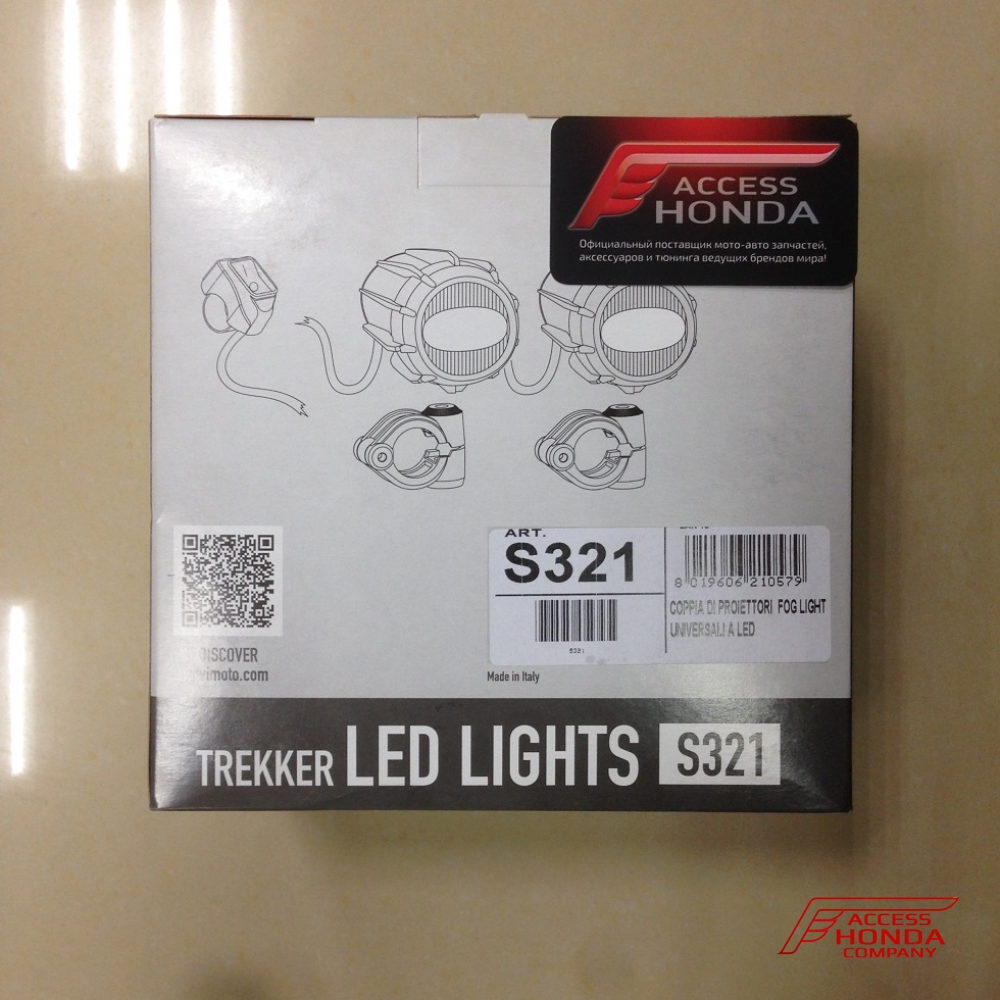 ACCESS
HONDA
Официальный поставщик мото-авто запчастей,
аксессуаров и тюнинга ведущих брендов мира!
ART.
S321
S321
8 019606 210579
COPPIA DI PROIETTORI FOG LIGHT
UNIVERSALI A LED
DISCOVER
Made in Italy
TREKKER LED LIGHTS S321
ACCESS
HONDA
COMPANY